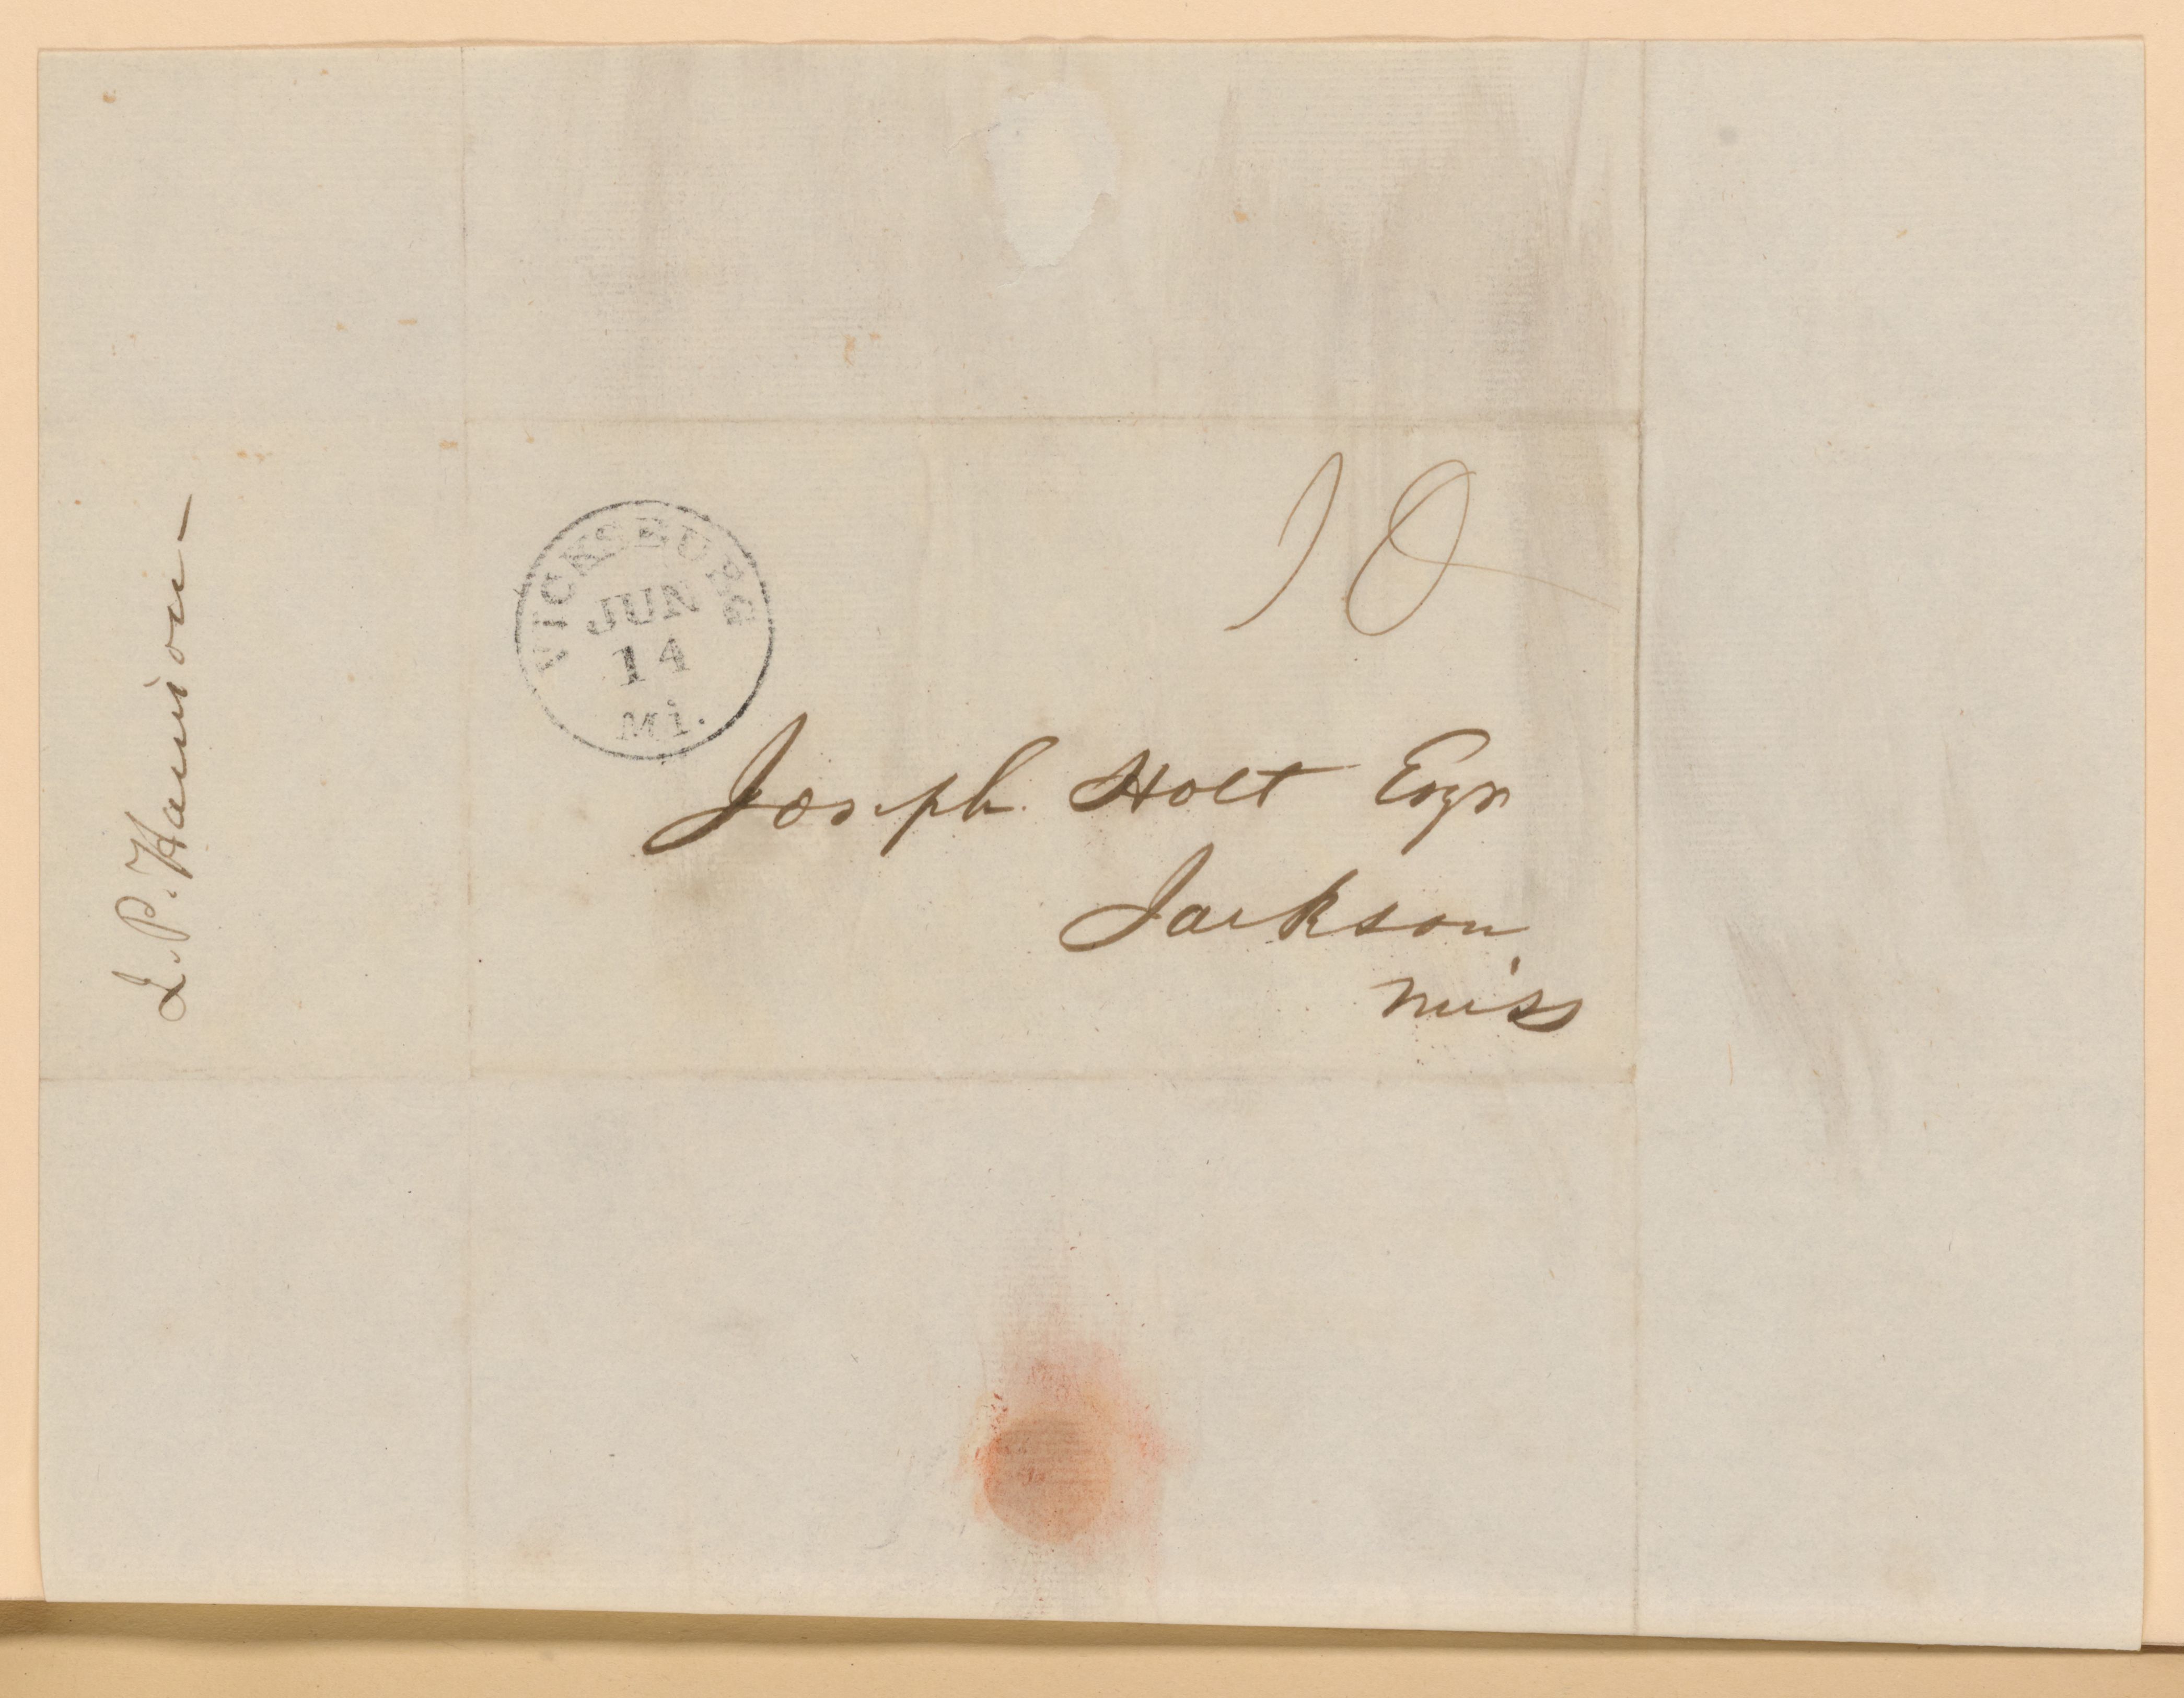 J. P. Harrison—
VICKSBURG
JUN
14
Mi.
10
Joseph Holt Esqr
Jackson
Miss